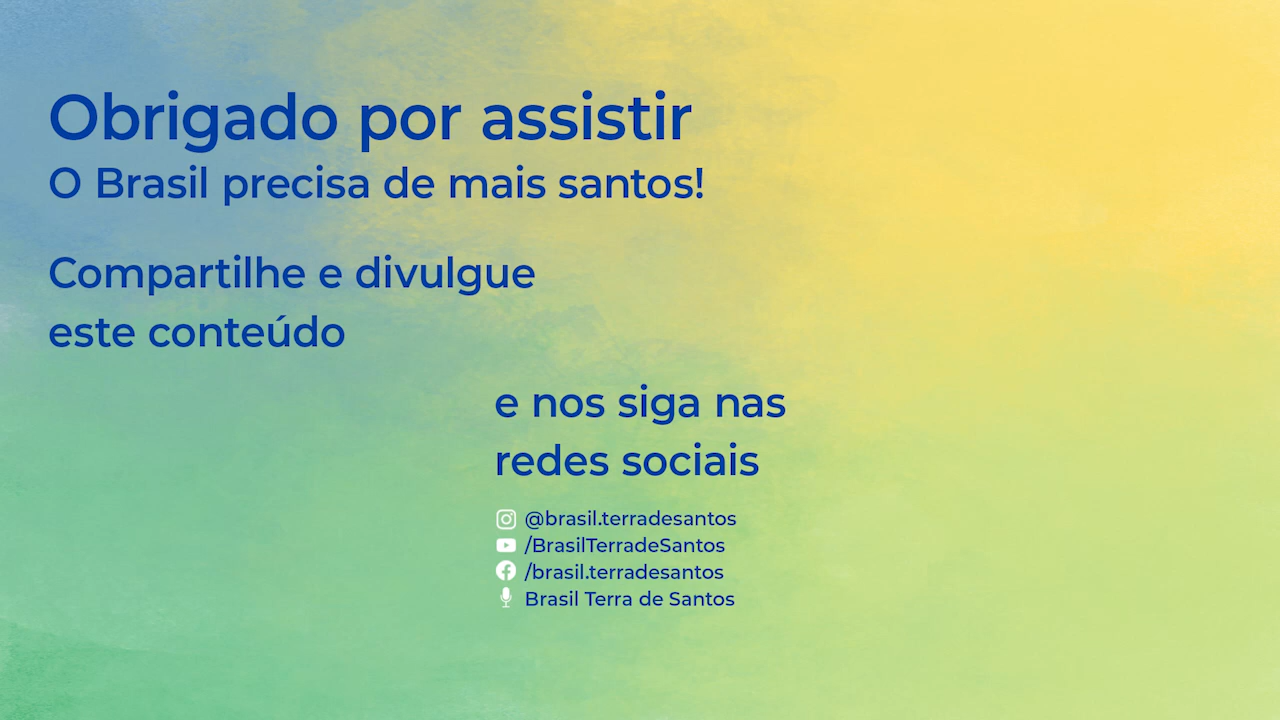 Obrigado por assistir
O Brasil precisa de mais santos!
Compartilhe e divulgue
este conteúdo
e nos siga nas
redes sociais
@brasil.terradesantos
/BrasilTerradeSantos
/brasil.terradesantos
Brasil Terra de Santos